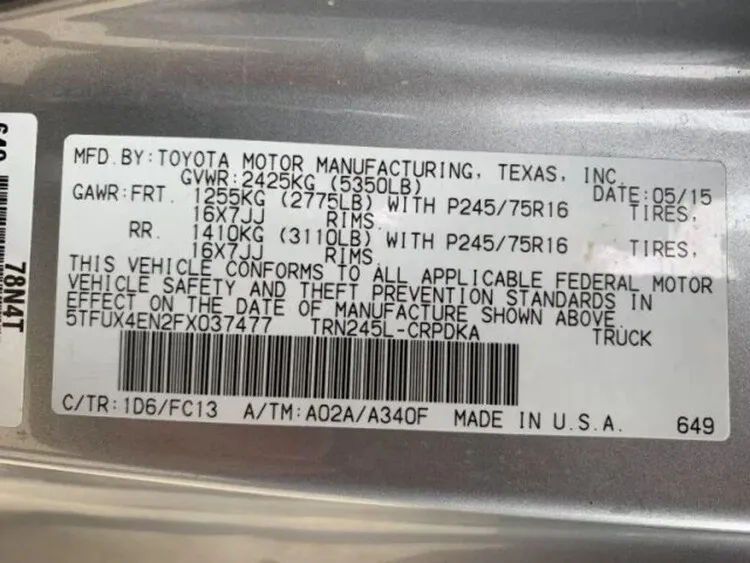 MFD.BY:TOYOTA MOTOR MANUFACTURING, TEXAS, INC.
GVWR:2425KG (5350LB) DATE:05/15
GAWR:FRT. 1255KG (2775LB) WITH P245/75R16 TIRES,
16X7JJ RIMS.
RR. 1410KG (3110LB) WITH P245/75R16 TIRES,
16X7JJ RIMS.
THIS VEHICLE CONFORMS TO ALL APPLICABLE FEDERAL MOTOR
VEHICLE SAFETY AND THEFT PREVENTION STANDARDS IN
EFFECT ON THE DATE OF MANUFACTURE SHOWN ABOVE.
5TFUX4EN2FX037477 TRN245L-CRPDKA TRUCK
C/TR:1D6/FC13 A/TM:A02A/A340F MADE IN U.S.A. 649
78N4T